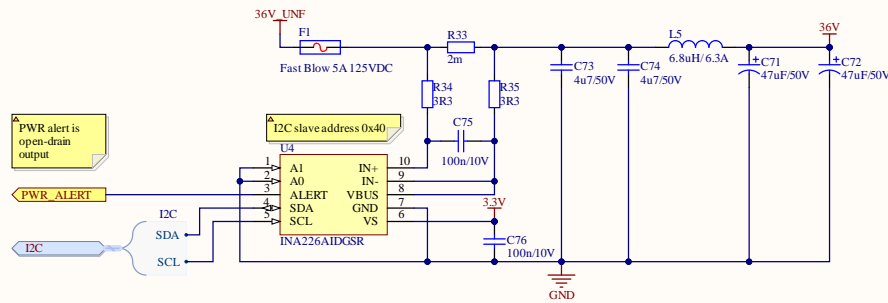 36V_UNF
F1
Fast Blow 5A 125VDC
R33
2m
L5
6.8uH/6.3A
36V
R34
3R3
R35
3R3
C73
4u7/50V
C74
4u7/50V
C71
47uF/50V
C72
47uF/50V
PWR alert is
open-drain
output
I2C slave address 0x40
C75
100n/10V
U4
1 A1 IN+ 10
2 A0 IN- 9
3 ALERT VBUS 8
4 SDA GND 7
5 SCL VS 6
INA226AIDGSR
PWR_ALERT
I2C
SDA
SCL
I2C
3.3V
C76
100n/10V
GND